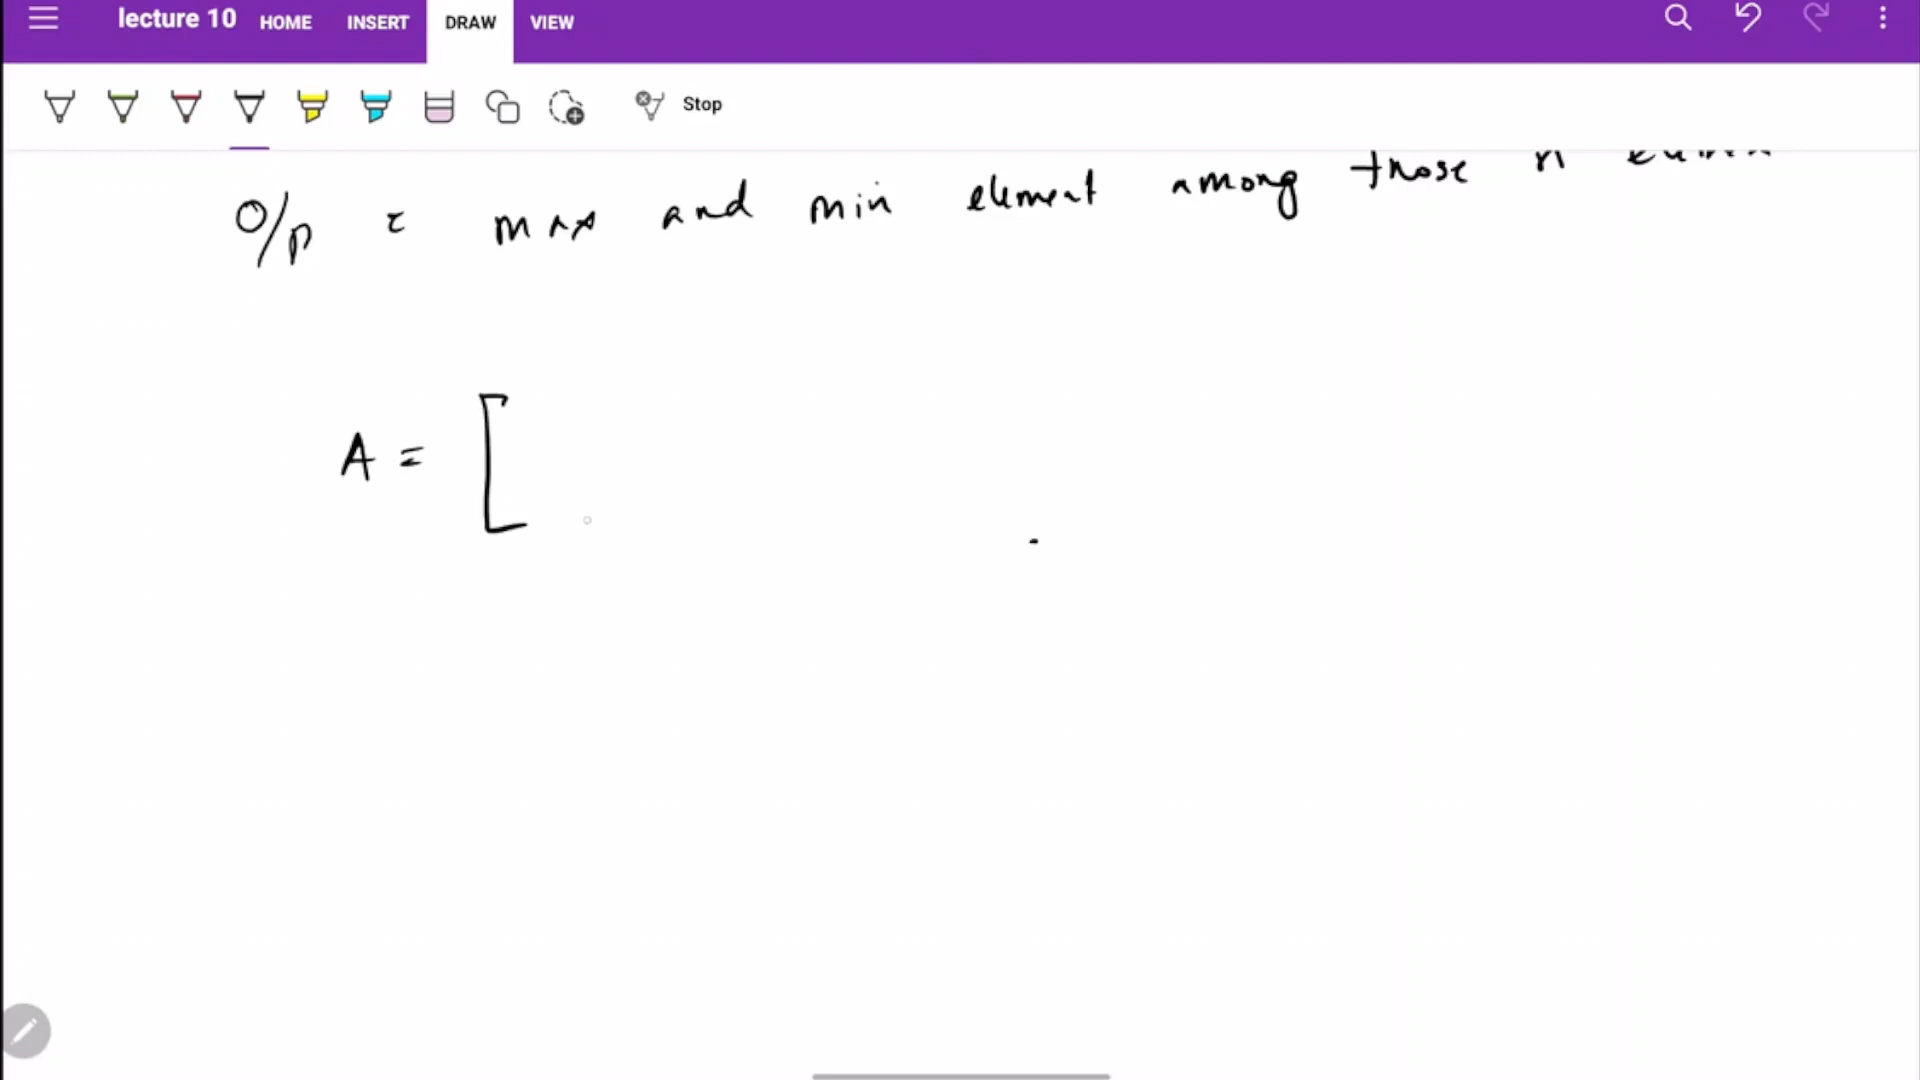 lecture 10 HOME INSERT DRAW VIEW
Stop
O/p = max and min element among those n
A = [